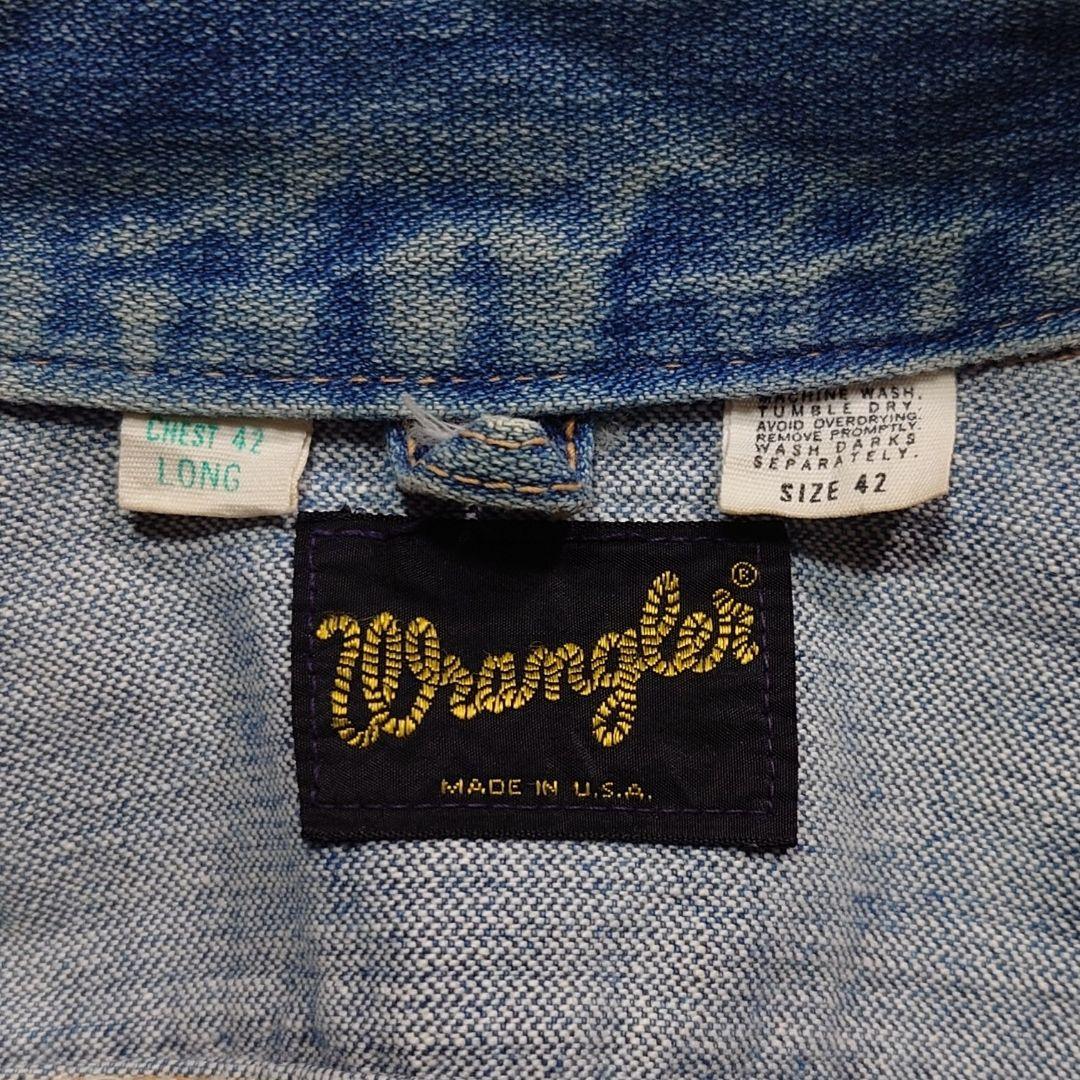 CHEST 42
LONG
MACHINE WASH.
TUMBLE DRY.
AVOID OVERDRYING.
REMOVE PROMPTLY.
WASH DARKS
SEPARATELY.
SIZE 42
Wrangler®
MADE IN U.S.A.